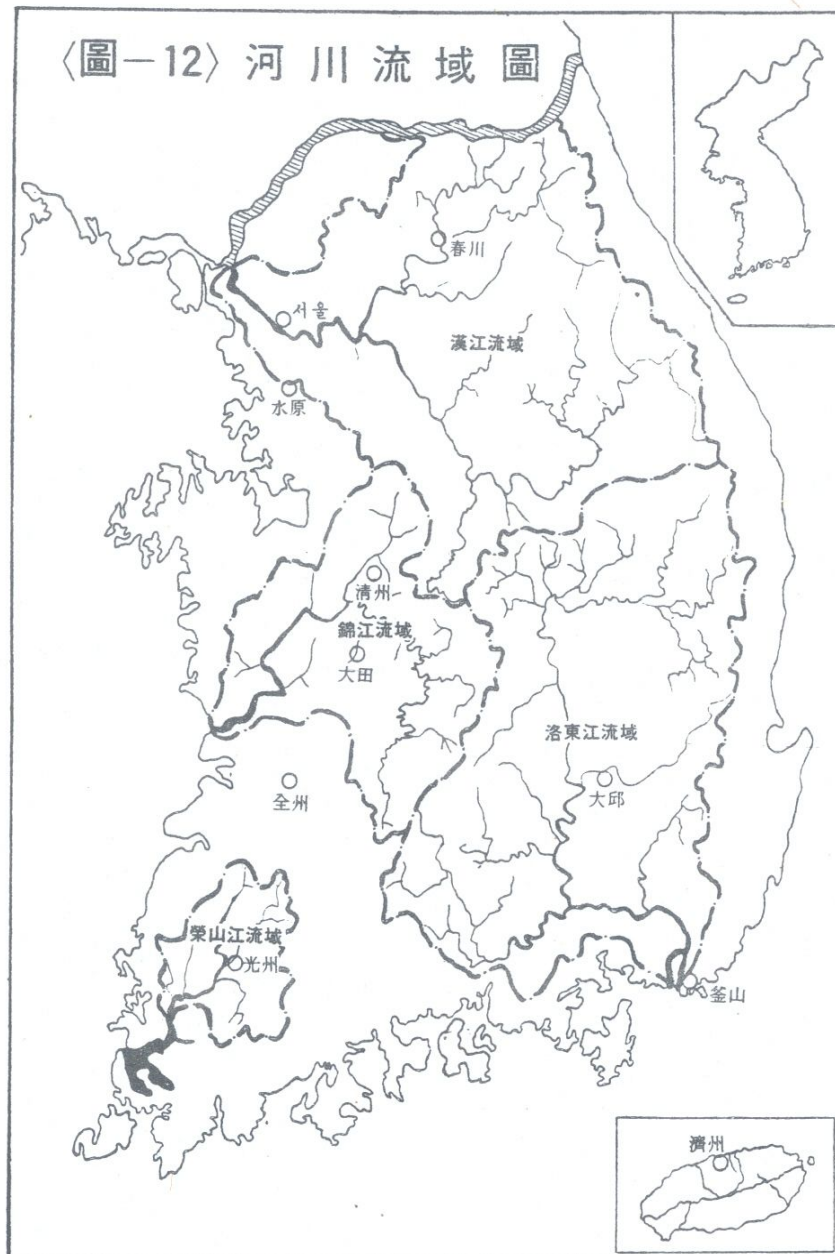 〈圖－12〉河川流域圖
春川
서울
漢江流域
水原
清州
錦江流域
大田
洛東江流域
大邱
全州
榮山江流域
光州
釜山
濟州